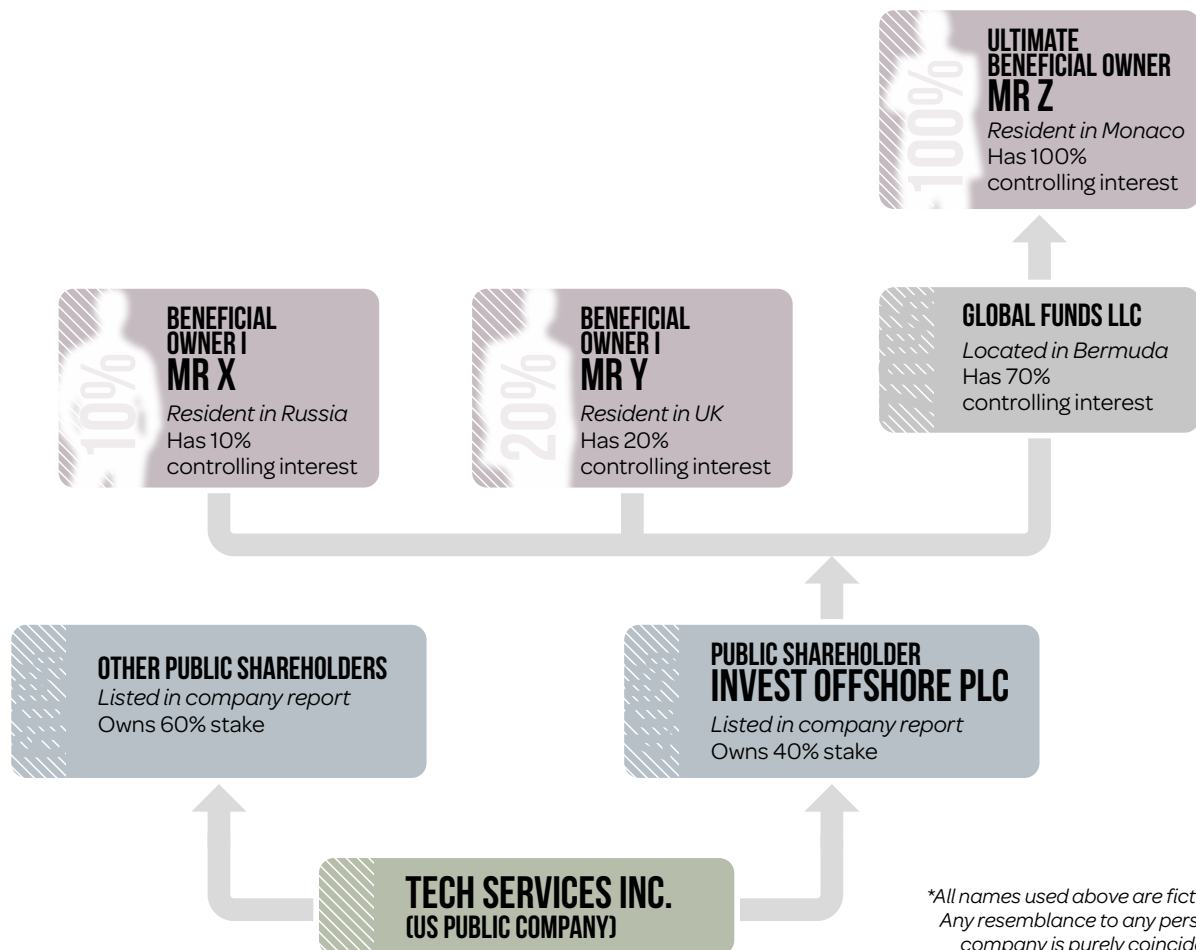 ULTIMATE
BENEFICIAL OWNER
MR Z
Resident in Monaco
Has 100%
controlling interest
100%
BENEFICIAL
OWNER I
MR X
Resident in Russia
Has 10%
controlling interest
10%
BENEFICIAL
OWNER I
MR Y
Resident in UK
Has 20%
controlling interest
20%
GLOBAL FUNDS LLC
Located in Bermuda
Has 70%
controlling interest
OTHER PUBLIC SHAREHOLDERS
Listed in company report
Owns 60% stake
PUBLIC SHAREHOLDER
INVEST OFFSHORE PLC
Listed in company report
Owns 40% stake
TECH SERVICES INC.
(US PUBLIC COMPANY)
*All names used above are
Any resemblance to any
company is purely